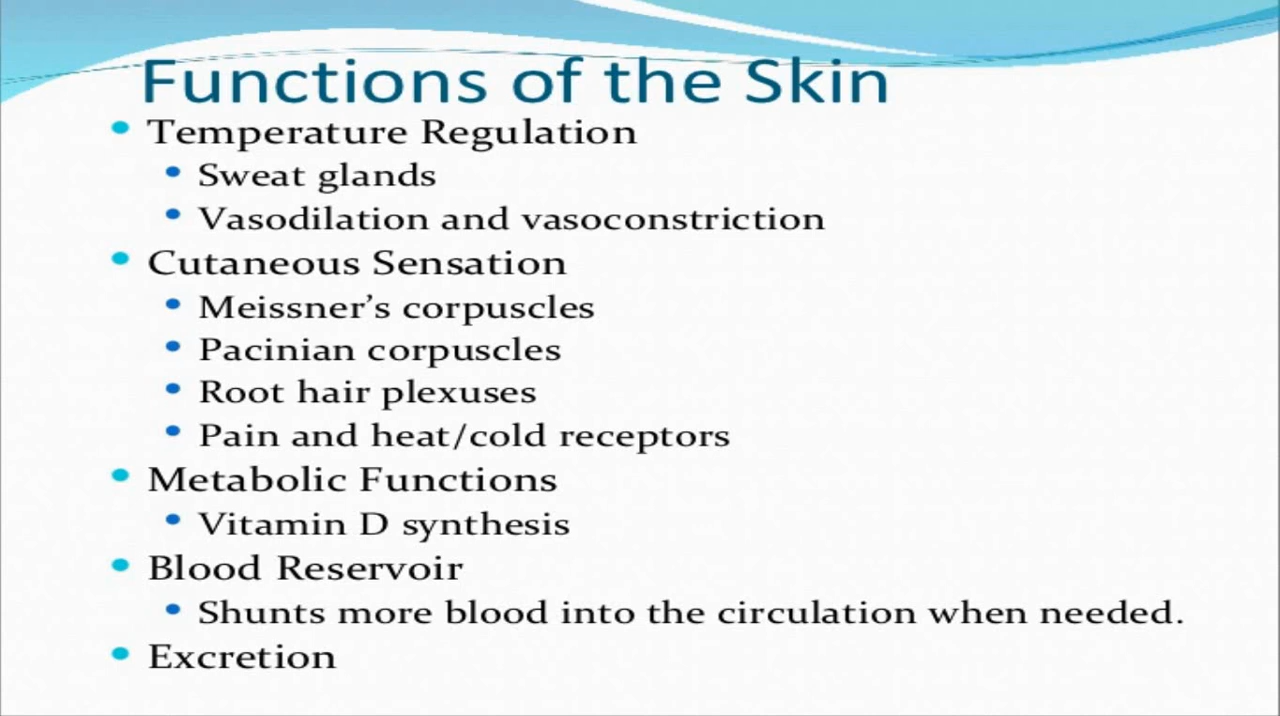 Functions of the Skin
• Temperature Regulation
• Sweat glands
• Vasodilation and vasoconstriction
• Cutaneous Sensation
• Meissner’s corpuscles
• Pacinian corpuscles
• Root hair plexuses
• Pain and heat/cold receptors
• Metabolic Functions
• Vitamin D synthesis
• Blood Reservoir
• Shunts more blood into the circulation when needed.
• Excretion